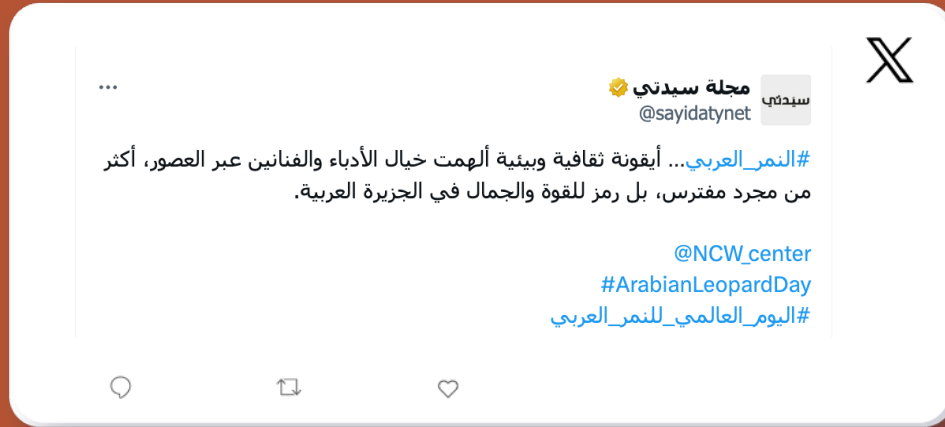 مجلة سيدتي
سيدتي
@sayidatynet
#النمر_العربي... أيقونة ثقافية وبيئية ألهمت خيال الأدباء والفنانين عبر العصور، أكثر
من مجرد مفترس، بل رمز للقوة والجمال في الجزيرة العربية.
@NCW_center
#ArabianLeopardDay
#اليوم_العالمي_للنمر_العربي